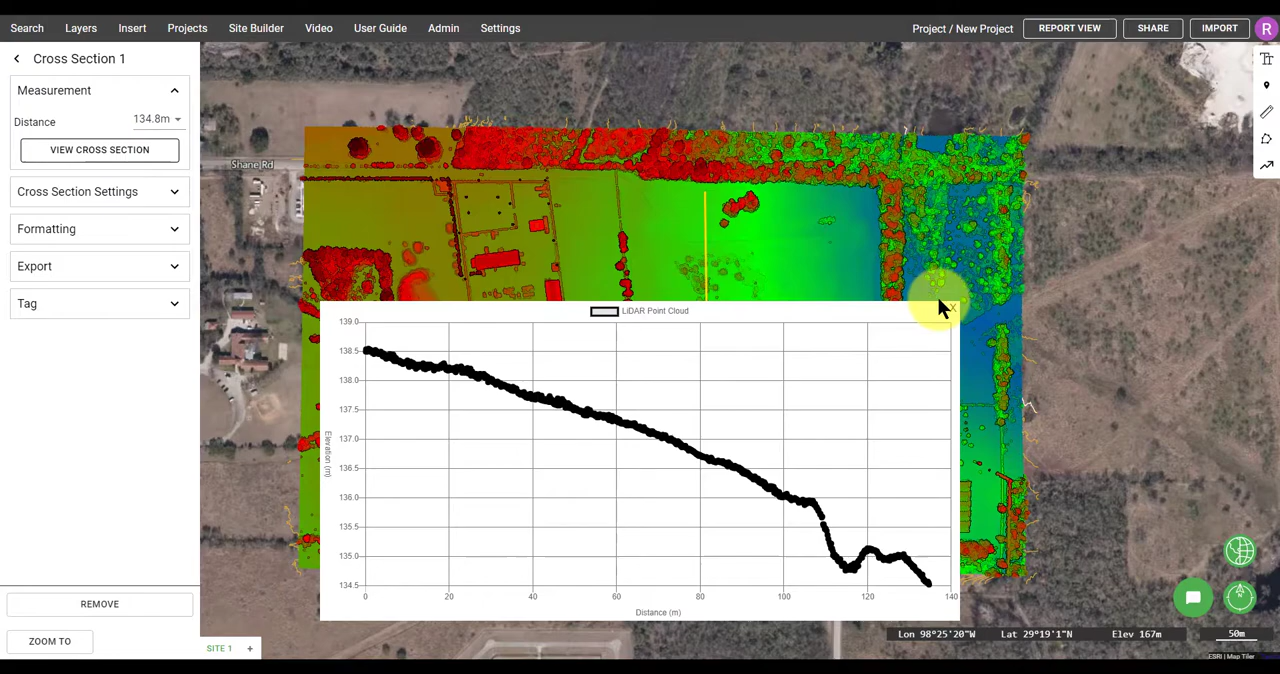 Search Layers Insert Projects Site Builder Video User Guide Admin Settings Project / New Project REPORT VIEW SHARE IMPORT R
Cross Section 1
Measurement
Distance 134.8m
VIEW CROSS SECTION
Cross Section Settings
Formatting
Export
Tag
REMOVE
ZOOM TO
Shane Rd
LiDAR Point Cloud X
139.0
138.5
138.0
137.5
137.0
136.5
136.0
135.5
135.0
134.5
Elevation (m)
0 20 40 60 80 100 120 140
Distance (m)
SITE 1 +
N
Lon 98°25'20"W Lat 29°19'1"N Elev 167m 50m
ESRI | Map Tiler